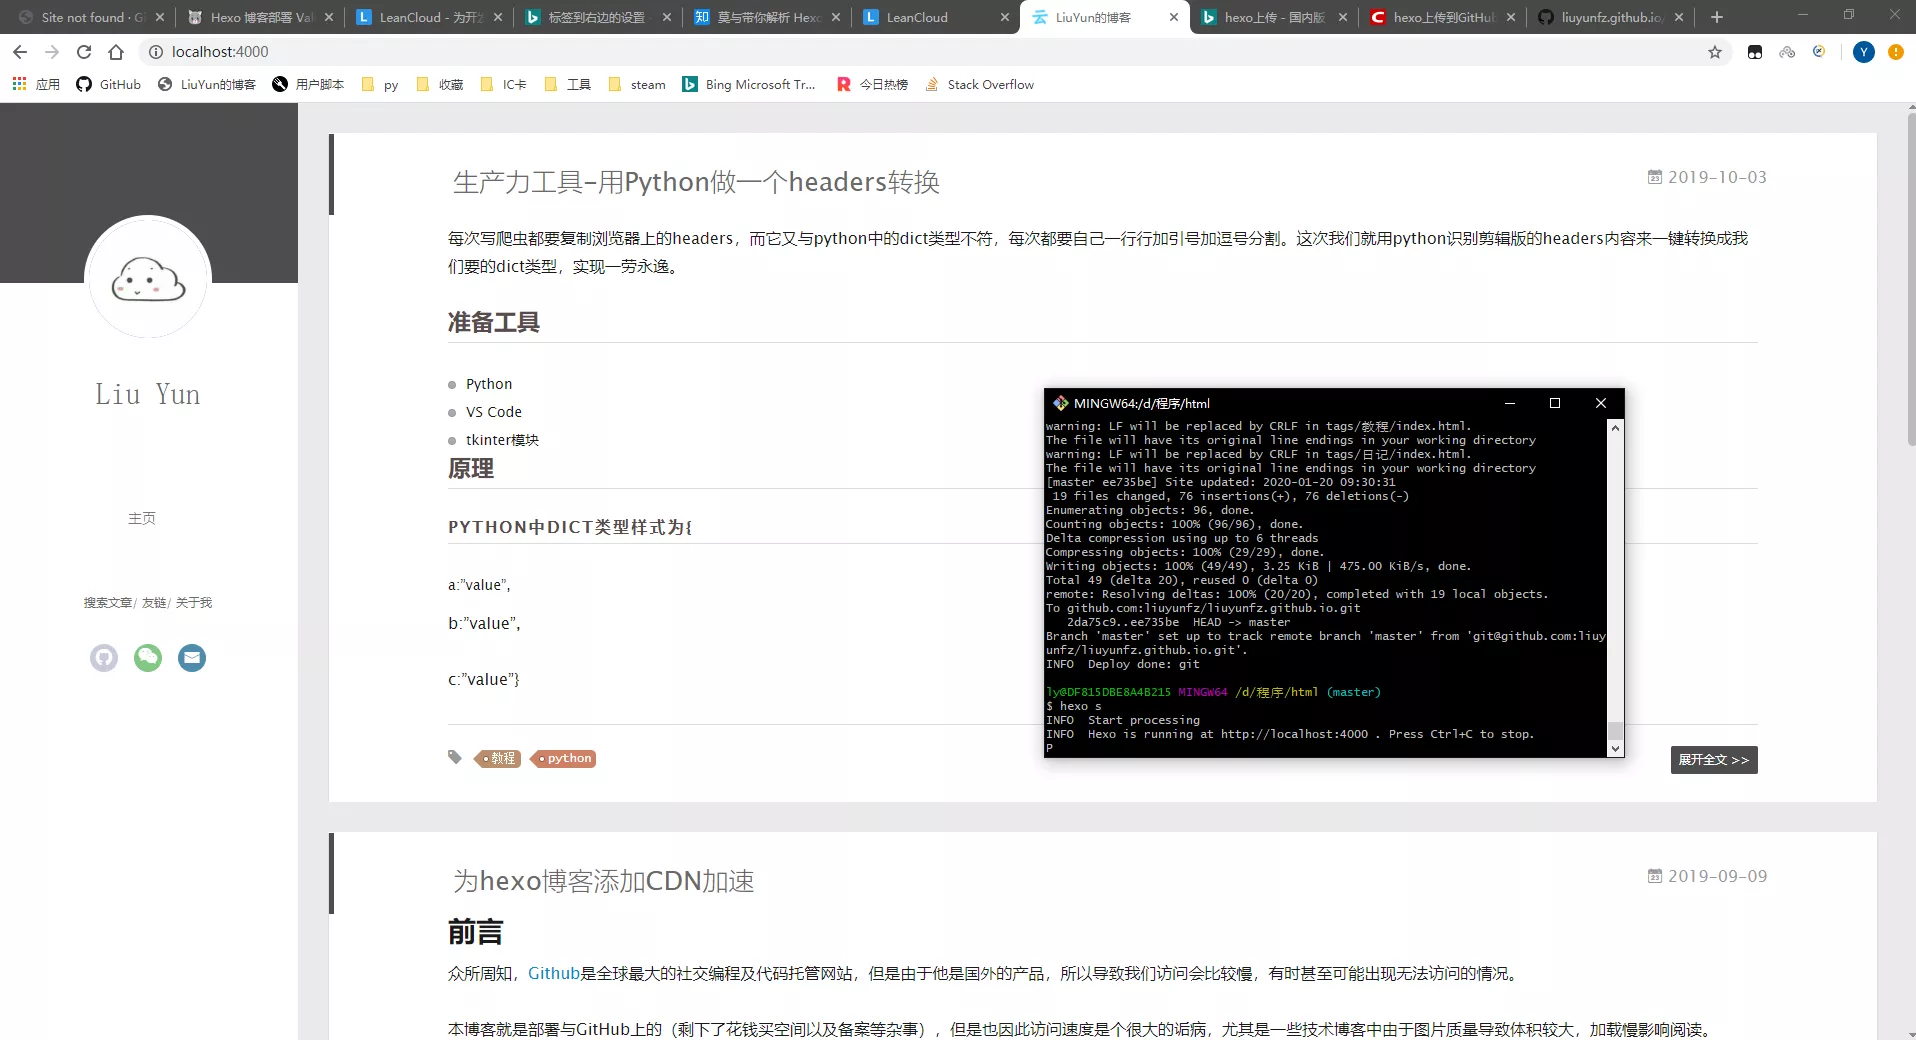 Site not found · G
Hexo 博客部署 Val
LeanCloud - 为开发
标签到右边的设置
莫与带你解析 Hexo
LeanCloud
LiuYun的博客
hexo上传 - 国内版
hexo上传到GitHub
liuyunfz.github.io/
localhost:4000
Y
应用
GitHub
LiuYun的博客
用户脚本
py
收藏
IC卡
工具
steam
Bing Microsoft Tr...
今日热榜
Stack Overflow
Liu Yun
主页
搜索文章/ 友链/ 关于我
生产力工具-用Python做一个headers转换
2019-10-03
每次写爬虫都要复制浏览器上的headers，而它又与python中的dict类型不符，每次都要自己一行行加引号加逗号分割。这次我们就用python识别剪辑版的headers内容来一键转换成我
们要的dict类型，实现一劳永逸。
准备工具
Python
VS Code
tkinter模块
原理
PYTHON中DICT类型样式为{
a:”value”,
b:”value”,
c:”value”}
教程
python
展开全文 >>
MINGW64:/d/程序/html
warning: LF will be replaced by CRLF in tags/教程/index.html.
The file will have its original line endings in your working directory
warning: LF will be replaced by CRLF in tags/日记/index.html.
The file will have its original line endings in your working directory
[master ee735be] Site updated: 2020-01-20 09:30:31
19 files changed, 76 insertions(+), 76 deletions(-)
Enumerating objects: 96, done.
Counting objects: 100% (96/96), done.
Delta compression using up to 6 threads
Compressing objects: 100% (29/29), done.
Writing objects: 100% (49/49), 3.25 KiB | 475.00 KiB/s, done.
Total 49 (delta 20), reused 0 (delta 0)
remote: Resolving deltas: 100% (20/20), completed with 19 local objects.
To github.com:liuyunfz/liuyunfz.github.io.git
2da75c9..ee735be  HEAD -> master
Branch 'master' set up to track remote branch 'master' from 'git@github.com:liuy
unfz/liuyunfz.github.io.git'.
INFO  Deploy done: git
ly@DF815DBE8A4B215 MINGW64 /d/程序/html (master)
$ hexo s
INFO  Start processing
INFO  Hexo is running at http://localhost:4000 . Press Ctrl+C to stop.
P
为hexo博客添加CDN加速
2019-09-09
前言
众所周知，Github是全球最大的社交编程及代码托管网站，但是由于他是国外的产品，所以导致我们访问会比较慢，有时甚至可能出现无法访问的情况。
本博客就是部署与GitHub上的（剩下了花钱买空间以及备案等杂事），但是也因此访问速度是个很大的诟病，尤其是一些技术博客中由于图片质量导致体积较大，加载慢影响阅读。